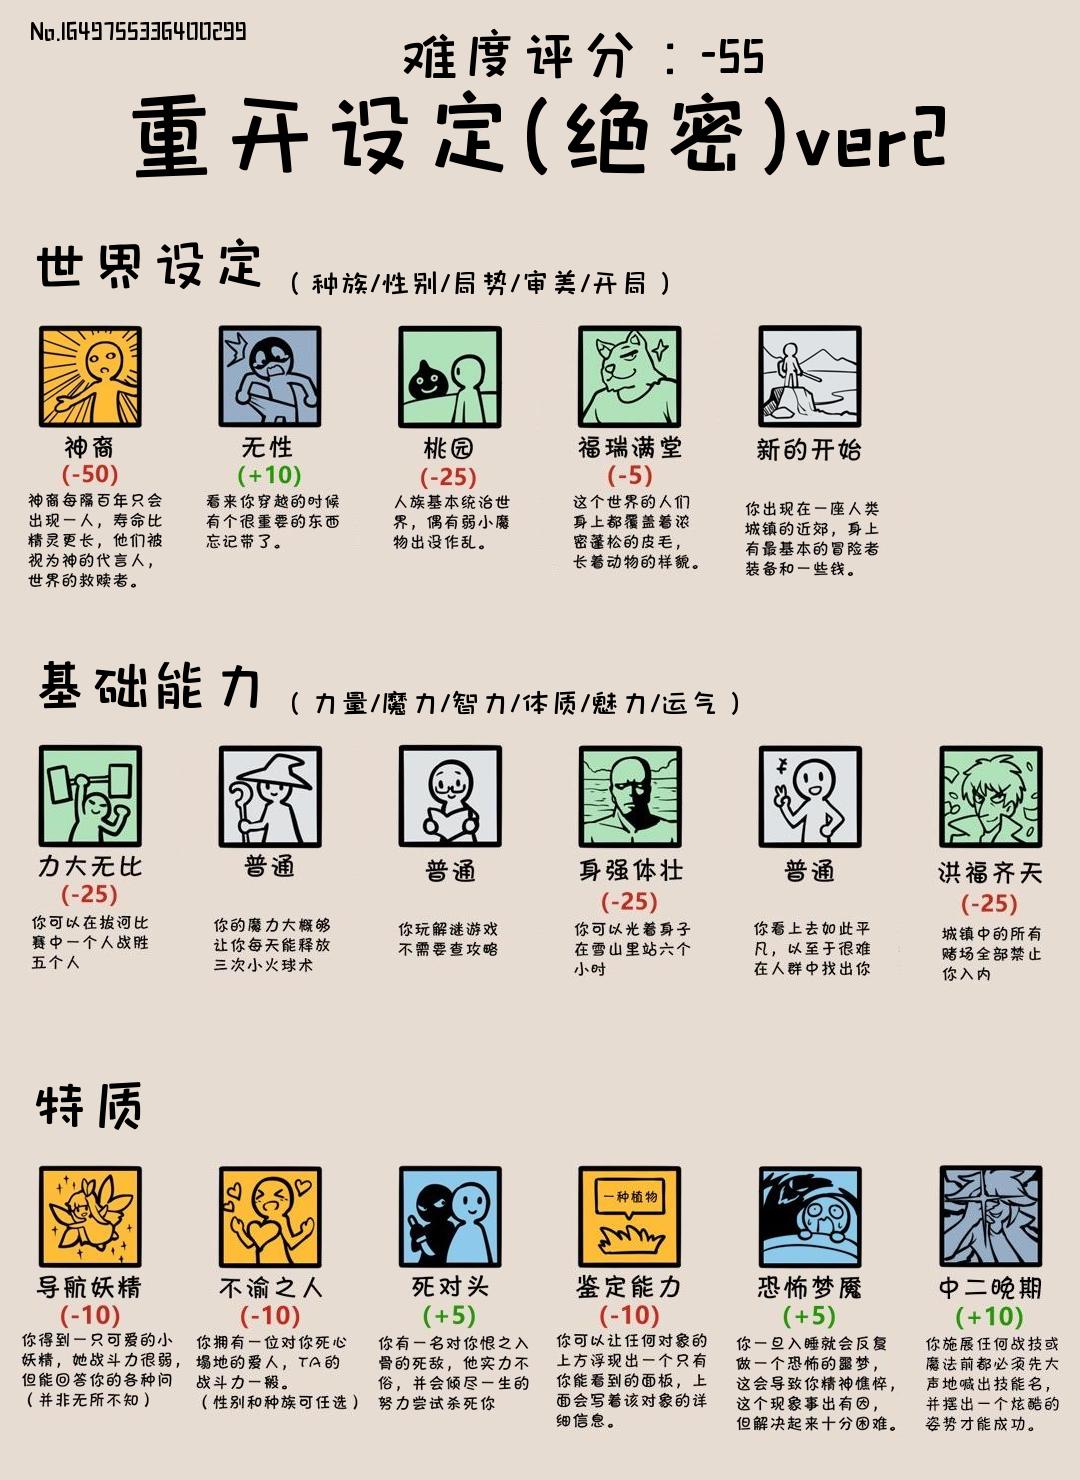 No.1649755336400299
难度评分：-55
重开设定(绝密)ver2
世界设定（种族/性别/局势/审美/开局）
神裔
(-50)
神裔每隔百年只会
出现一人，寿命比
精灵更长，他们被
视为神的代言人，
世界的救赎者。
无性
(+10)
看来你穿越的时候
有个很重要的东西
忘记带了。
桃园
(-25)
人族基本统治世
界，偶有弱小魔
物出没作乱。
福瑞满堂
(-5)
这个世界的人们
身上都覆盖着浓
密蓬松的皮毛，
长着动物的样貌。
新的开始
你出现在一座人类
城镇的近郊，身上
有最基本的冒险者
装备和一些钱。
基础能力（力量/魔力/智力/体质/魅力/运气）
力大无比
(-25)
你可以在拔河比
赛中一个人战胜
五个人
普通
你的魔力大概够
让你每天能释放
三次小火球术
普通
你玩解谜游戏
不需要查攻略
身强体壮
(-25)
你可以光着身子
在雪山里站六个
小时
普通
你看上去如此平
凡，以至于很难
在人群中找出你
洪福齐天
(-25)
城镇中的所有
赌场全部禁止
你入内
特质
导航妖精
(-10)
你得到一只可爱的小
妖精，她战斗力很弱，
但能回答你的各种问
（并非无所不知）
不渝之人
(-10)
你拥有一位对你死心
塌地的爱人，TA的
战斗力一般。
（性别和种族可任选）
死对头
(+5)
你有一名对你恨之入
骨的死敌，他实力不
俗，并会倾尽一生的
努力尝试杀死你
一种植物
鉴定能力
(-10)
你可以让任何对象的
上方浮现出一个只有
你能看到的面板，上
面会写着该对象的详
细信息。
恐怖梦魇
(+5)
你一旦入睡就会反复
做一个恐怖的噩梦，
这会导致你精神憔悴，
这个现象事出有因，
但解决起来十分困难。
中二晚期
(+10)
你施展任何战技或
魔法前都必须先大
声地喊出技能名，
并摆出一个炫酷的
姿势才能成功。